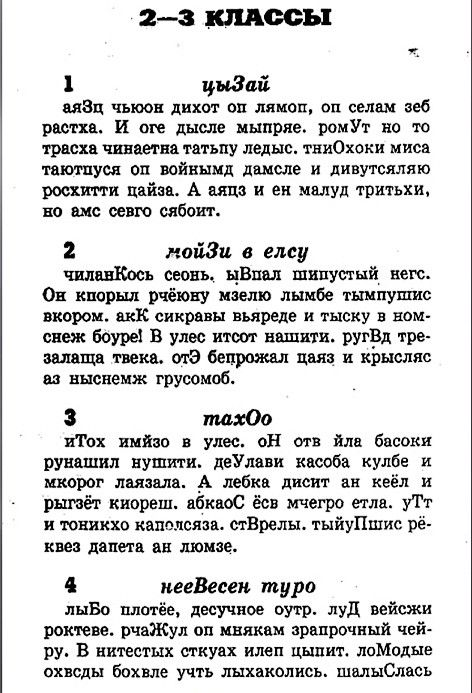 2—3 КЛАССЫ
1 цыЗай
аяЗц чьюон дихот оп лямоп, оп селам зеб
растха. И оге дысле мыпряе. ромУт но то
трасха чинаетна татьпу ледыс. тниОхоки миса
таютпуся оп войнымд дамсле и дивутсяляю
росхитти цайза. А аяцз и ен малуд тритьхи,
но амс севго сябоит.
2 мойЗи в елсу
чиланКось сеонь. ыВпал шипустый негс.
Он кпорыл рчёюну мзелю лымбе тымпушис
вкором. акК сикравы вьяреде и тыску в ном-
снеж боуре! В улес итсот нашити. ругВд тре-
залаща твека. отЭ бепрожал цаяз и крысляс
аз ныснемж грусомоб.
3 тахОо
иТох имйзо в улес. оН отв йла басоки
рунашил нушити. деУлави касоба кулбе и
мкорог лаязала. А лебка дисит ан кеёл и
рыгзёт киореш. абкаоС ёсв мчегро етла. уТт
и тоникхо каполсяза. стВрелы. тыйуПшис рё-
квез дапета ан люмзе.
4 нееВесен туро
лыБо плотёе, десучное оутр. луД вейсжи
роктеве. рчаЖул оп мнякам зрапрочный чей-
ру. В нитестых сткуах илеп цыпит. лоМодые
охвсды бохвле учть лыхаколись. шалыСлась